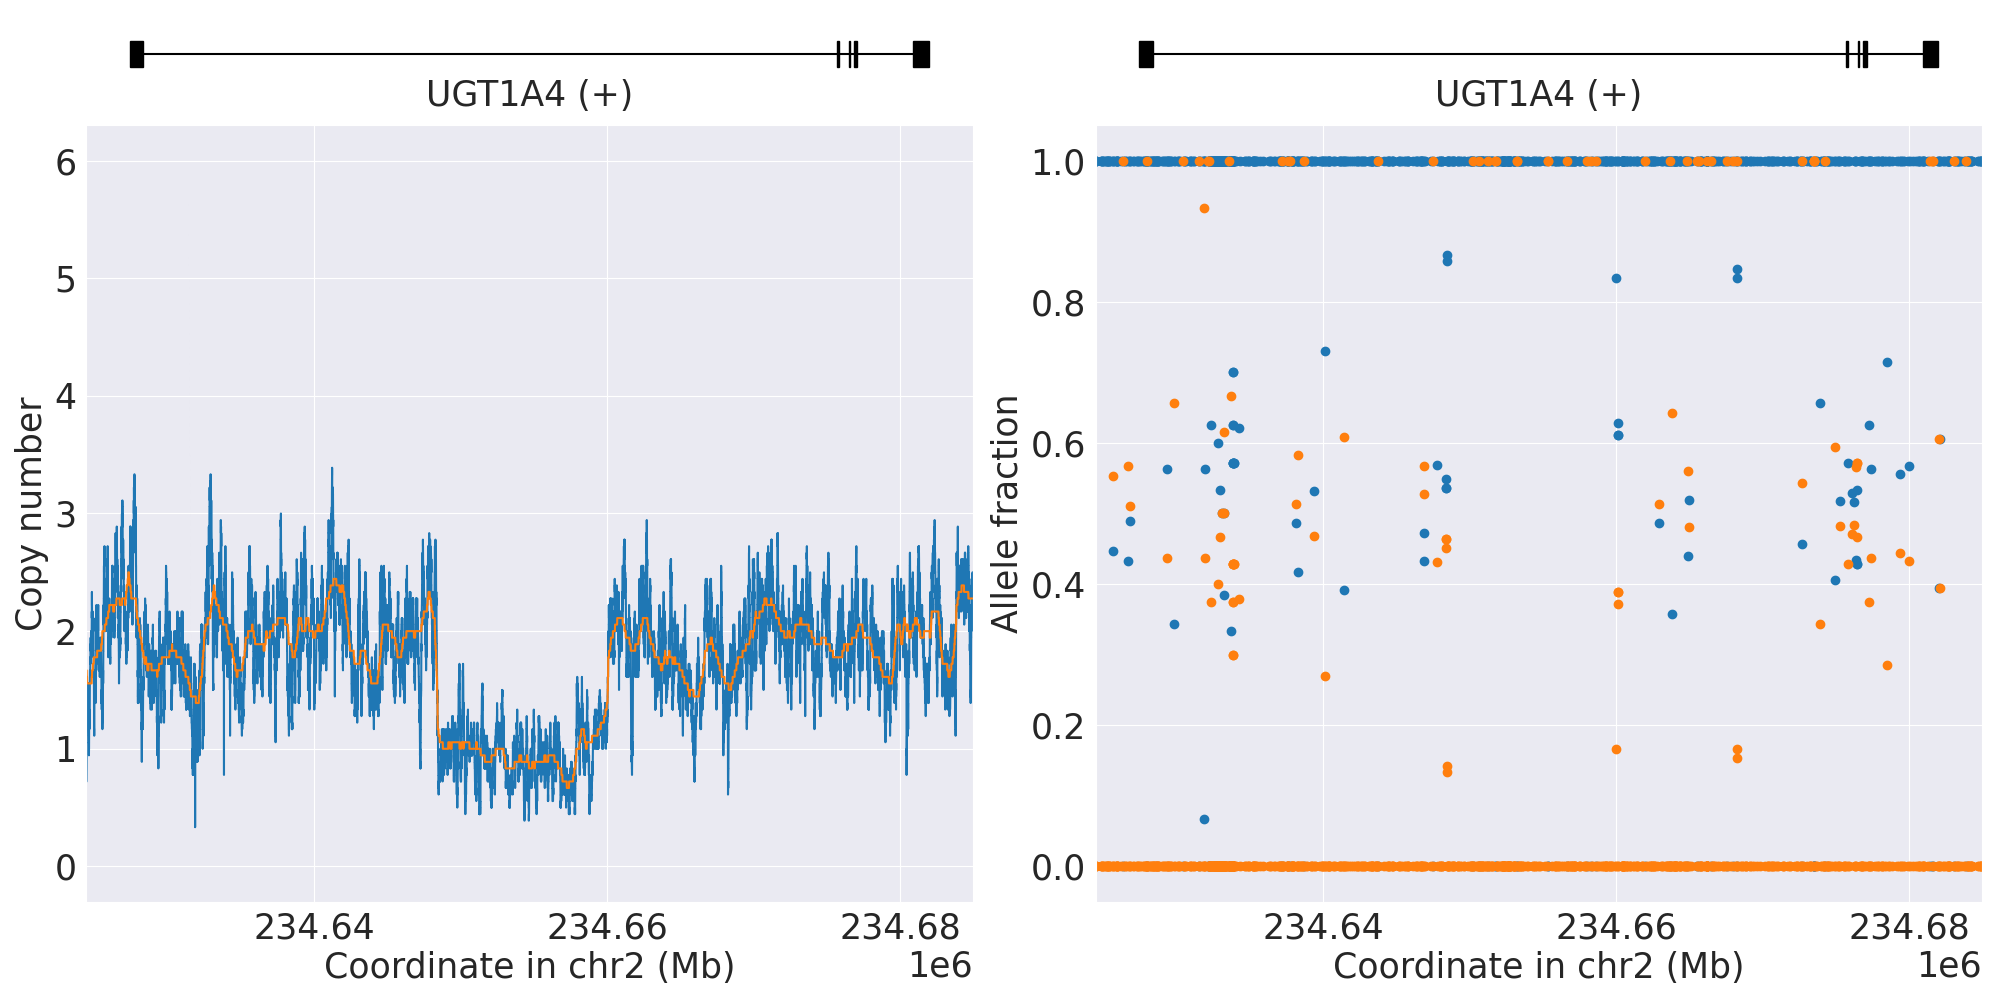 UGT1A4 (+)
6
5
4
3
2
1
0
Copy number
234.64
234.66
234.68
1e6
Coordinate in chr2 (Mb)
UGT1A4 (+)
1.0
0.8
0.6
0.4
0.2
0.0
Allele fraction
234.64
234.66
234.68
1e6
Coordinate in chr2 (Mb)